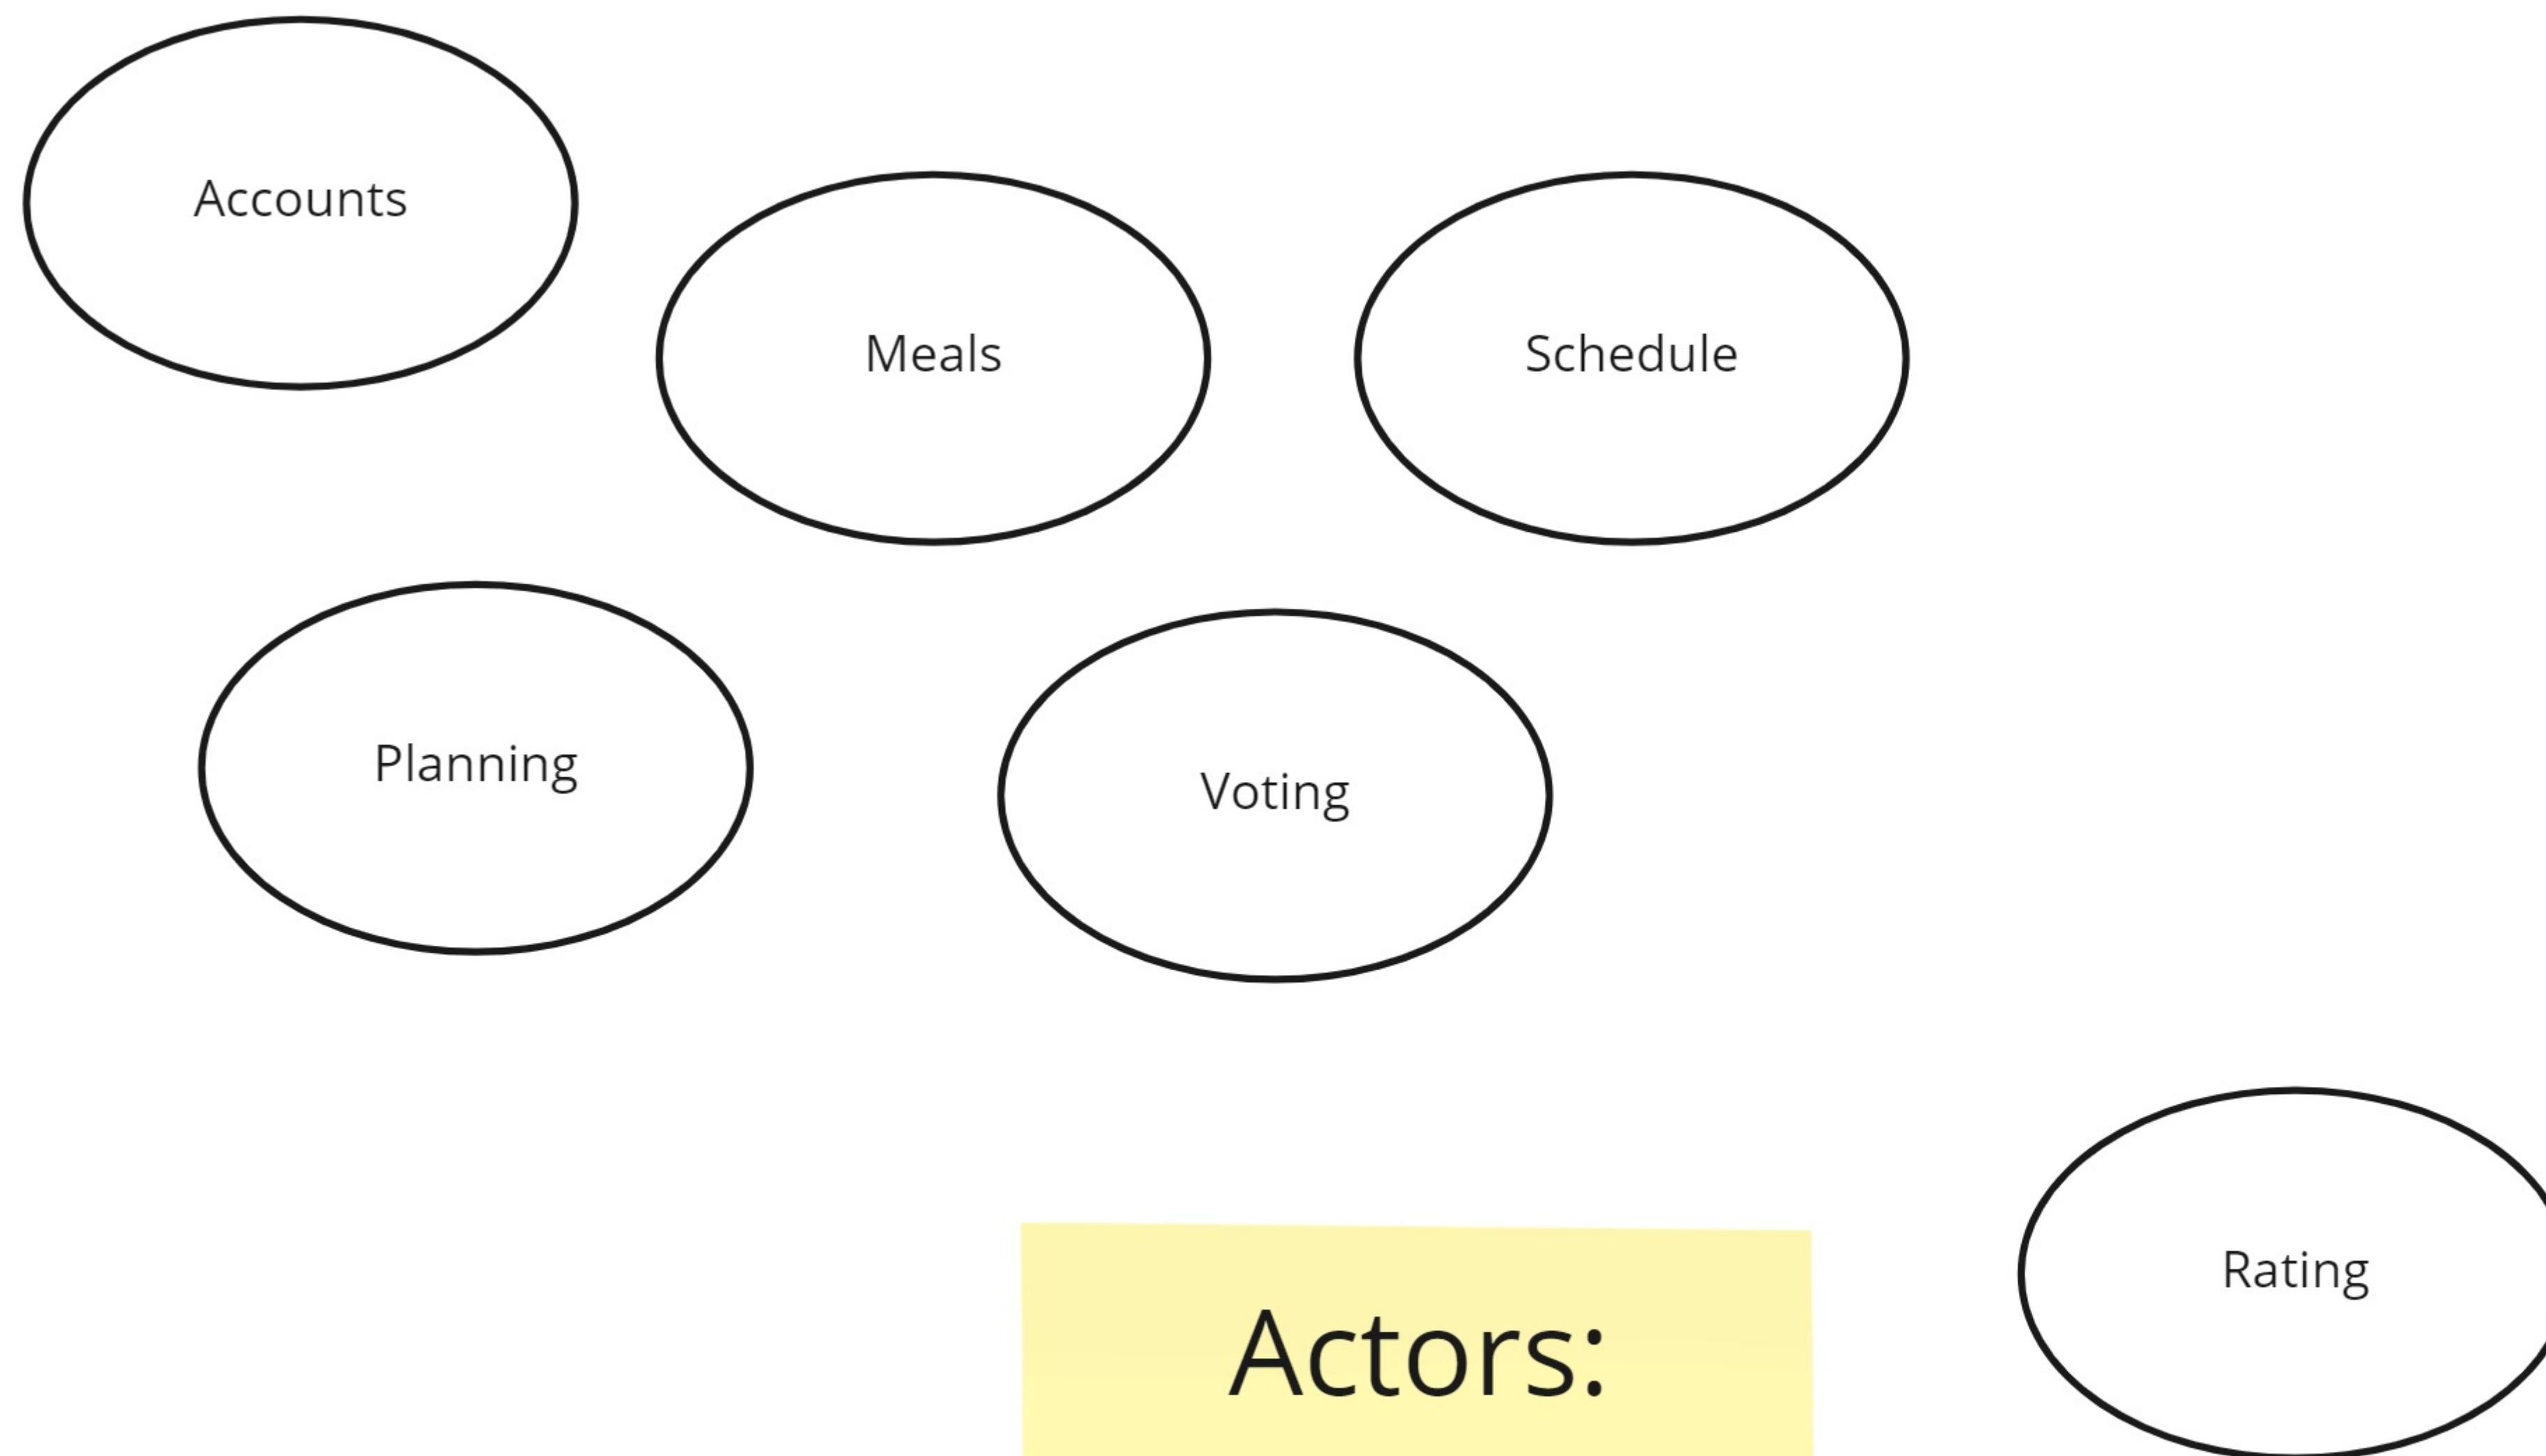 Accounts
Meals
Schedule
Planning
Voting
Rating
Actors: